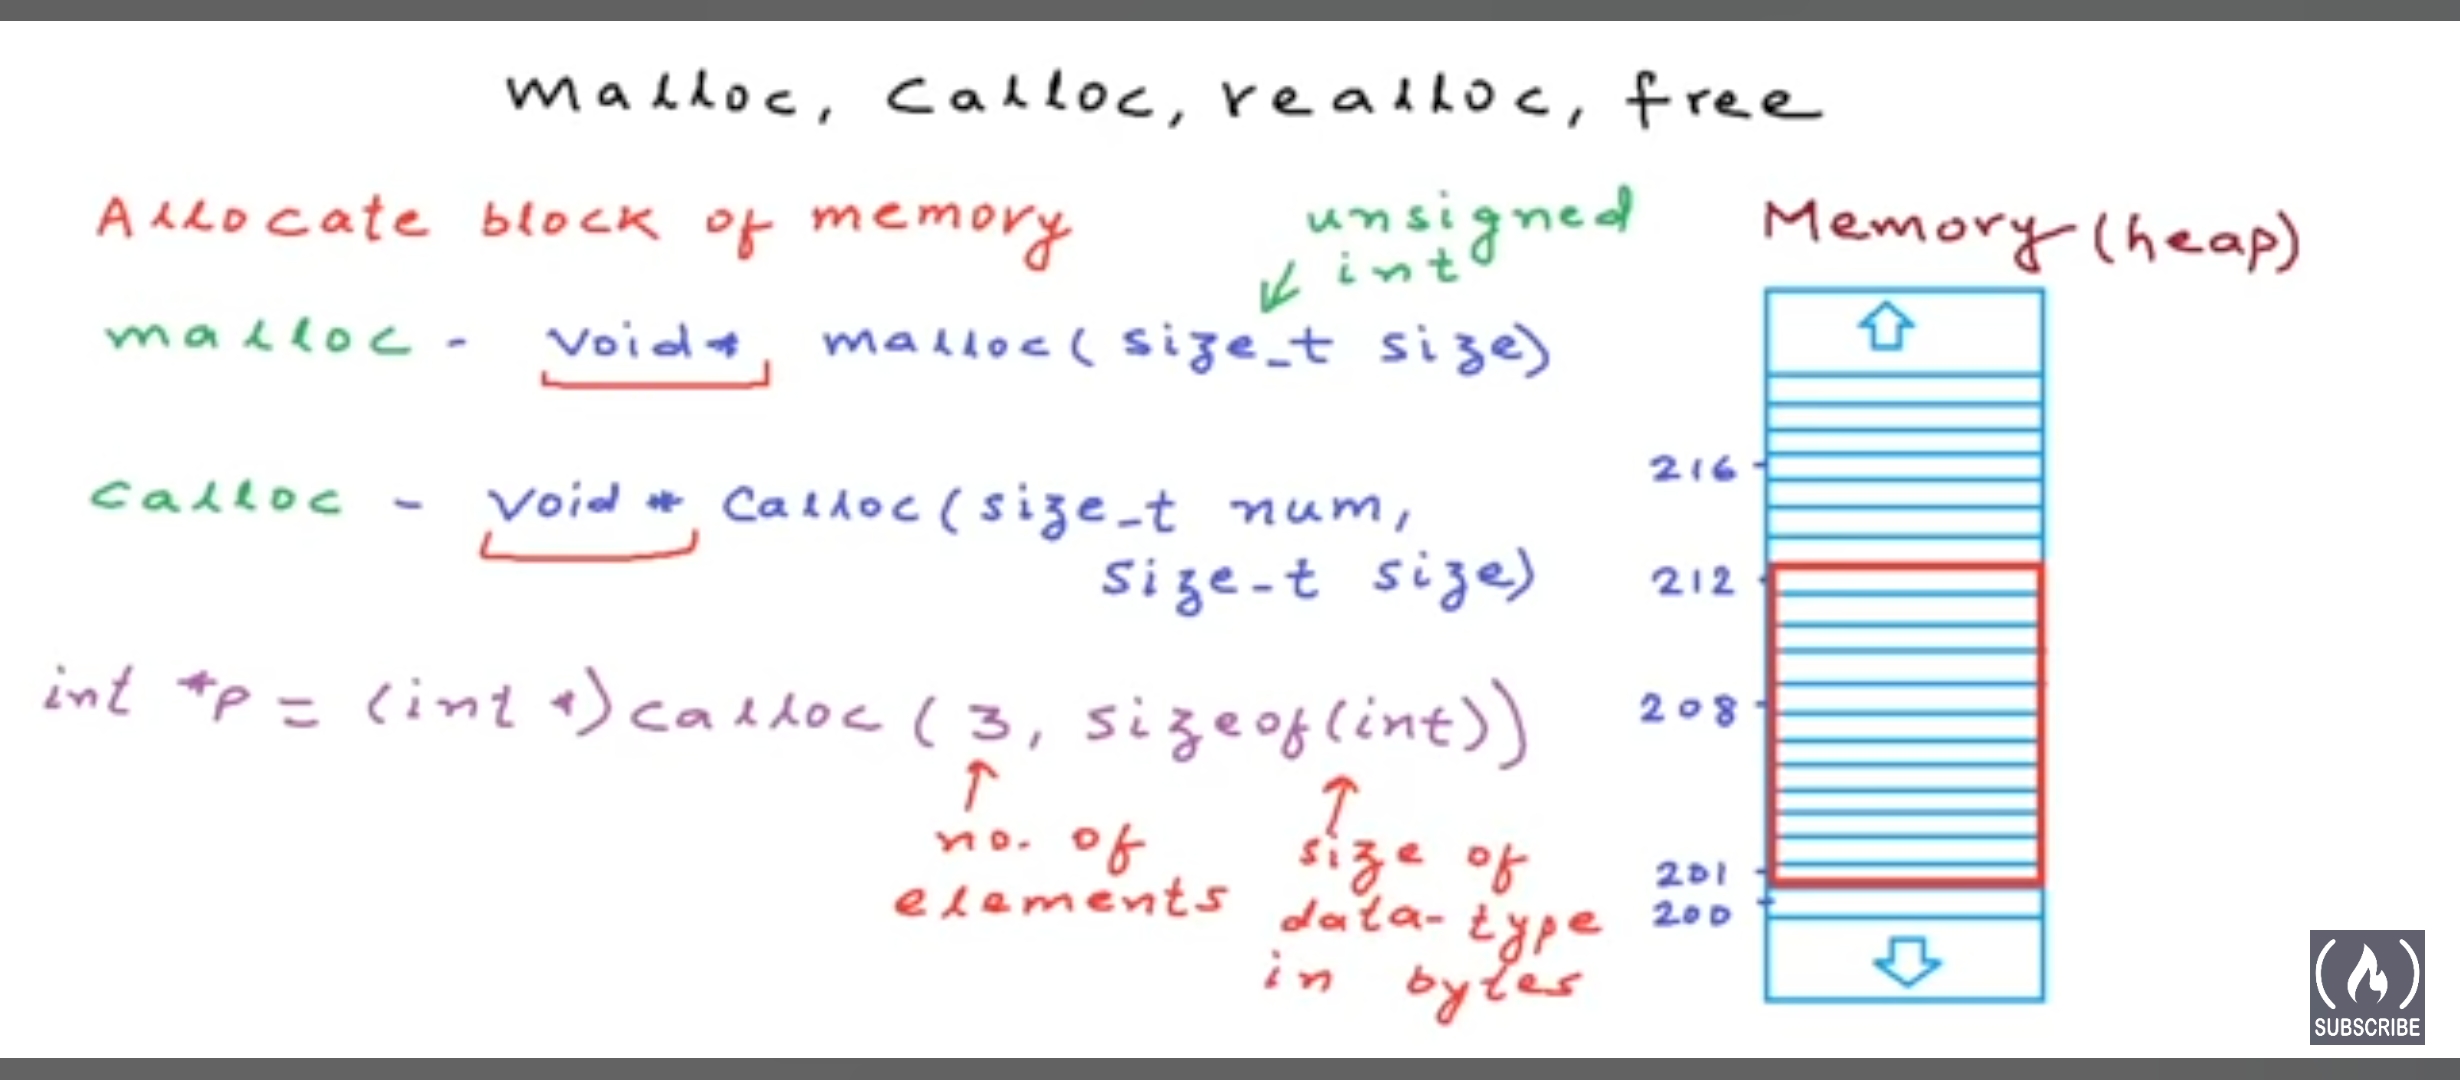 malloc, calloc, realloc, free
Allocate block of memory
unsigned
int
malloc - void* malloc(size_t size)
calloc - void * calloc(size_t num,
size_t size)
int *p = (int *)calloc(3, sizeof(int))
no. of
elements
size of
data-type
in bytes
Memory(heap)
216
212
208
201
200
SUBSCRIBE